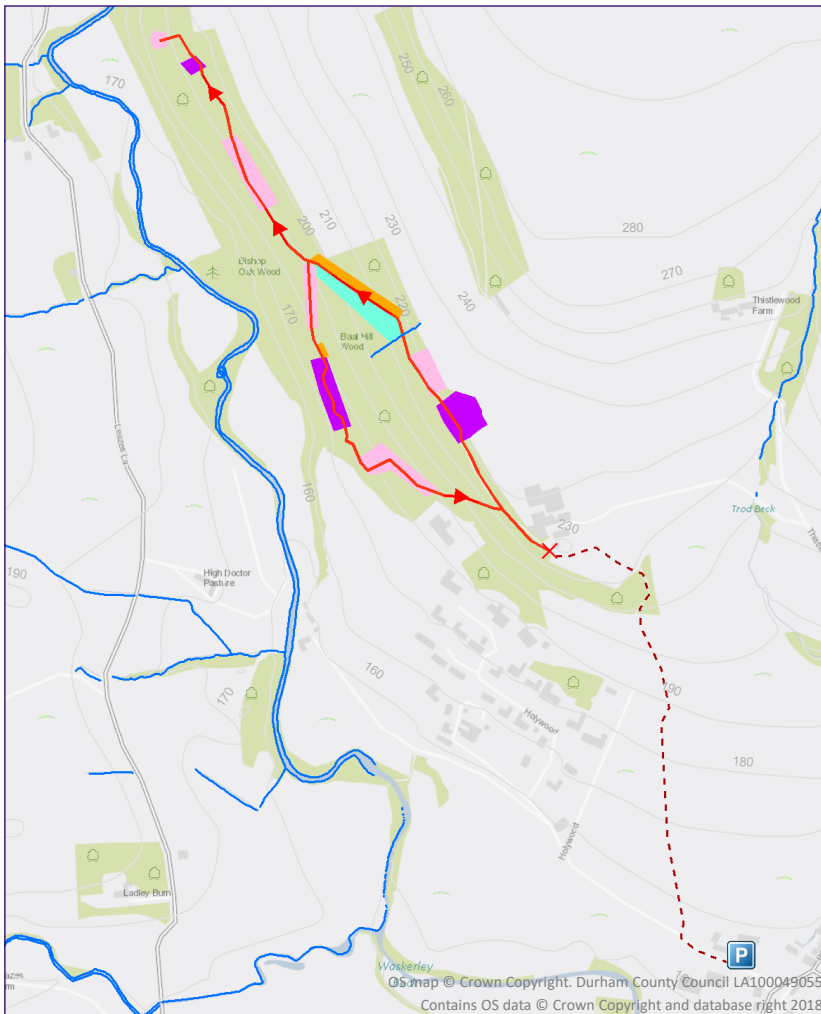 170
250
260
280
270
230
210
200
240
Bishop
Oak Wood
170
220
Baal Hill
Wood
Thistlewood
Farm
Leazes La
160
230
Trod Beck
190
High Doctor
Pasture
190
160
170
Holywood
180
Holywood
Ladley Burn
P
Waskerley
OS map © Crown Copyright. Durham County Council LA100049055
Contains OS data © Crown Copyright and database right 2018